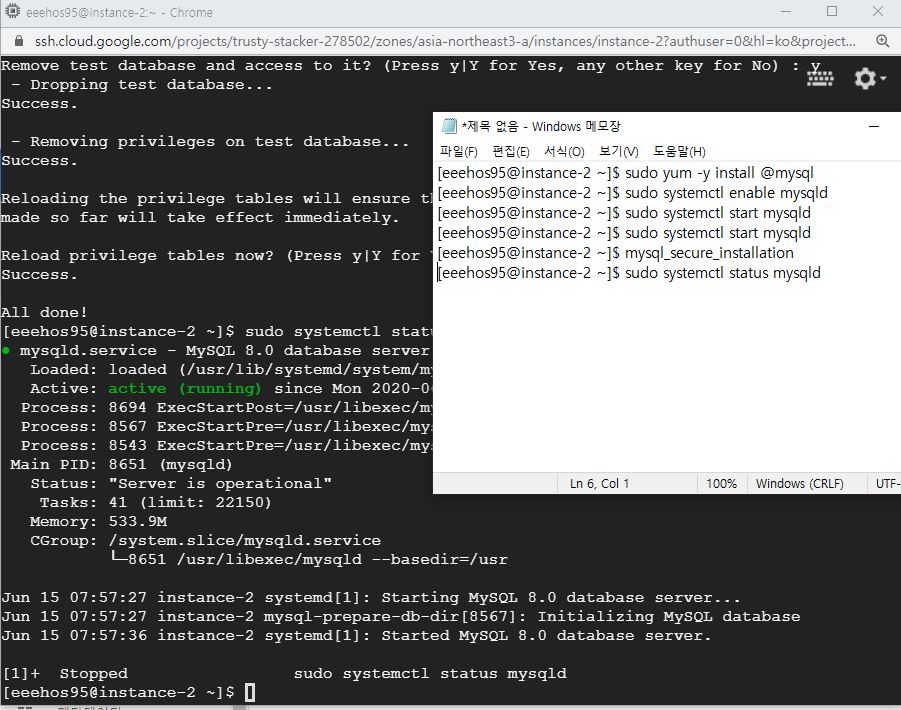 eeehos95@instance-2:~ - Chrome
ssh.cloud.google.com/projects/trusty-stacker-278502/zones/asia-northeast3-a/instances/instance-2?authuser=0&hl=ko&project...
Remove test database and access to it? (Press y|Y for Yes, any other key for No) : y
 - Dropping test database...
Success.
 - Removing privileges on test database...
Success.
Reloading the privilege tables will ensure th
made so far will take effect immediately.
Reload privilege tables now? (Press y|Y for
Success.
All done!
[eeehos95@instance-2 ~]$ sudo systemctl statu
● mysqld.service - MySQL 8.0 database server
Loaded: loaded (/usr/lib/systemd/system/my
Active: active (running) since Mon 2020-0
Process: 8694 ExecStartPost=/usr/libexec/my
Process: 8567 ExecStartPre=/usr/libexec/mys
Process: 8543 ExecStartPre=/usr/libexec/mys
Main PID: 8651 (mysqld)
Status: "Server is operational"
Tasks: 41 (limit: 22150)
Memory: 533.9M
CGroup: /system.slice/mysqld.service
└─8651 /usr/libexec/mysqld --basedir=/usr
Jun 15 07:57:27 instance-2 systemd[1]: Starting MySQL 8.0 database server...
Jun 15 07:57:27 instance-2 mysql-prepare-db-dir[8567]: Initializing MySQL database
Jun 15 07:57:36 instance-2 systemd[1]: Started MySQL 8.0 database server.
[1]+  Stopped                 sudo systemctl status mysqld
[eeehos95@instance-2 ~]$
*제목 없음 - Windows 메모장
파일(F) 편집(E) 서식(O) 보기(V) 도움말(H)
[eeehos95@instance-2 ~]$ sudo yum -y install @mysql
[eeehos95@instance-2 ~]$ sudo systemctl enable mysqld
[eeehos95@instance-2 ~]$ sudo systemctl start mysqld
[eeehos95@instance-2 ~]$ sudo systemctl start mysqld
[eeehos95@instance-2 ~]$ mysql_secure_installation
[eeehos95@instance-2 ~]$ sudo systemctl status mysqld
Ln 6, Col 1 100% Windows (CRLF) UTF-